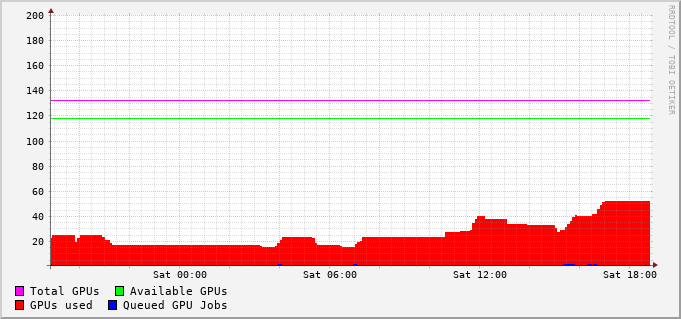 200
180
160
140
120
100
80
60
40
20
Sat 00:00 Sat 06:00 Sat 12:00 Sat 18:00
Total GPUs Available GPUs
GPUs used Queued GPU Jobs
RRDTOOL / TOBI OETIKER